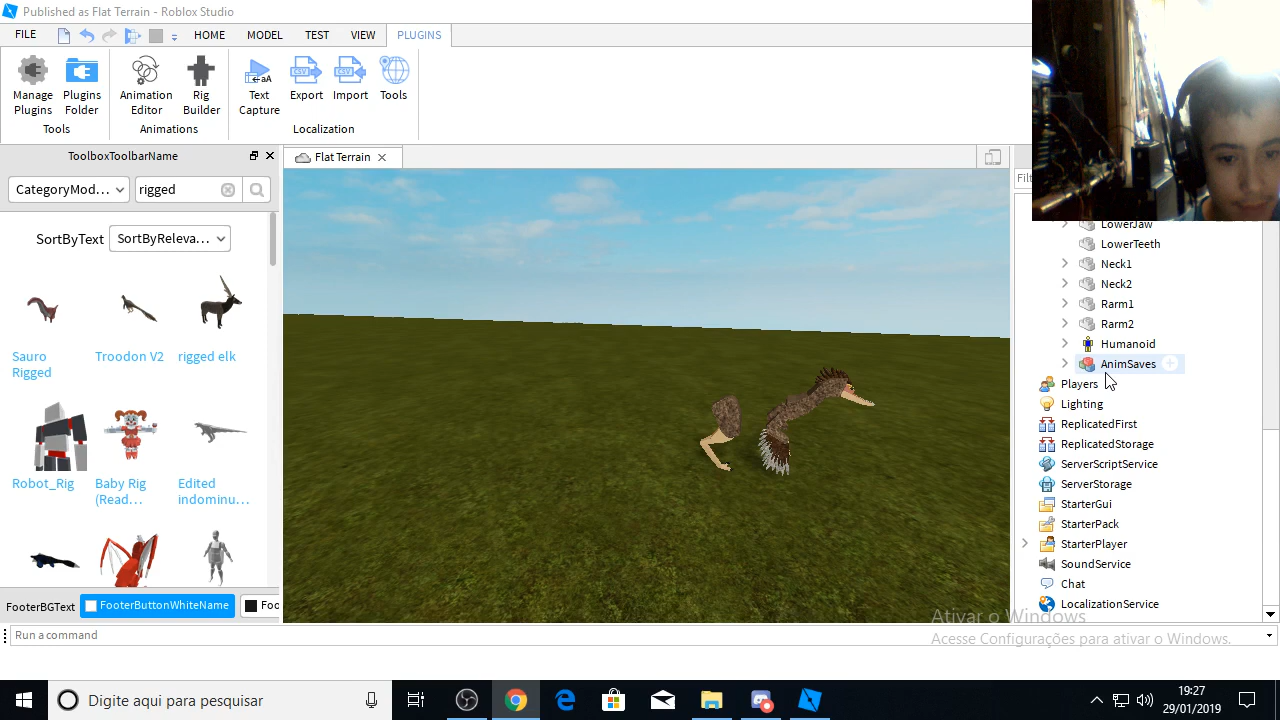 Published as Flat Terrain - Roblox Studio
FILE
HOME
MODEL
TEST
VIEW
PLUGINS
Manage Plugins
Plugins Folder
Animation Editor
Rig Builder
Text Capture
Export
Import
Tools
Tools
Animations
Localization
ToolboxToolbarName
Flat Terrain
CategoryMod...
rigged
Filt
SortByText
SortByReleva...
Sauro Rigged
Troodon V2
rigged elk
Robot_Rig
Baby Rig (Read...
Edited indominu...
FooterBGText
FooterButtonWhiteName
Foo
LowerJaw
LowerTeeth
Neck1
Neck2
Rarm1
Rarm2
Humanoid
AnimSaves
Players
Lighting
ReplicatedFirst
ReplicatedStorage
ServerScriptService
ServerStorage
StarterGui
StarterPack
StarterPlayer
SoundService
Chat
LocalizationService
Ativar o Windows
Acesse Configurações para ativar o Windows.
Run a command
Digite aqui para pesquisar
19:27
29/01/2019